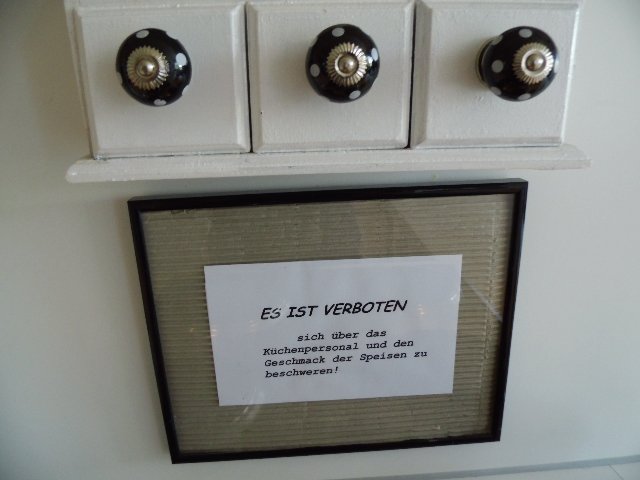 ES IST VERBOTEN
sich über das
Küchenpersonal und den
Geschmack der Speisen zu
beschweren!